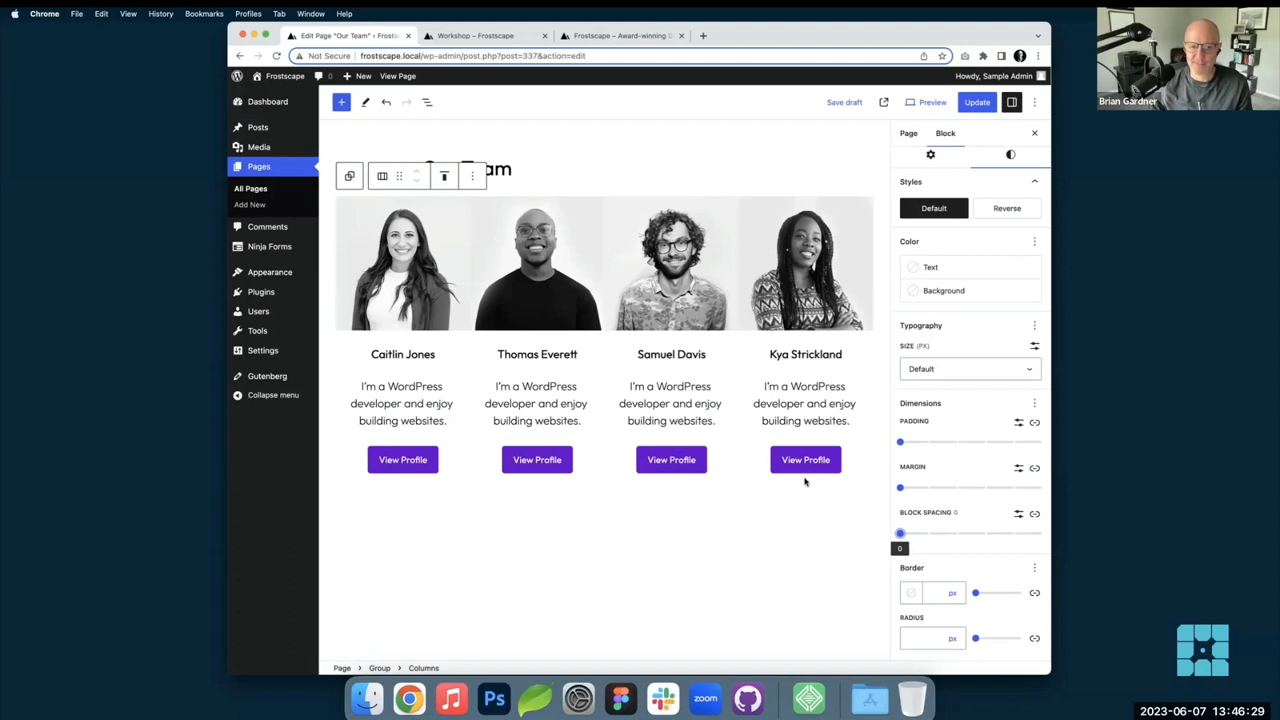 Chrome File Edit View History Bookmarks Profiles Tab Window Help
Edit Page "Our Team" ‹ Frosts
Workshop – Frostscape
Frostscape – Award-winning D
Not Secure frostscape.local/wp-admin/post.php?post=337&action=edit
Frostscape 0 New View Page Howdy, Sample Admin
Dashboard
Posts
Media
Pages
All Pages
Add New
Comments
Ninja Forms
Appearance
Plugins
Users
Tools
Settings
Gutenberg
Collapse menu
Save draft Preview Update
am
Caitlin Jones
I'm a WordPress
developer and enjoy
building websites.
View Profile
Thomas Everett
I'm a WordPress
developer and enjoy
building websites.
View Profile
Samuel Davis
I'm a WordPress
developer and enjoy
building websites.
View Profile
Kya Strickland
I'm a WordPress
developer and enjoy
building websites.
View Profile
Page Block
Styles
Default Reverse
Color
Text
Background
Typography
SIZE (PX)
Default
Dimensions
PADDING
MARGIN
BLOCK SPACING 0
0
Border
px
RADIUS
px
Page Group Columns
Ps
zoom
Brian Gardner
2023-06-07 13:46:29